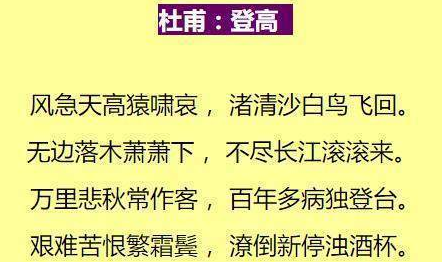 杜甫：登高
风急天高猿啸哀，渚清沙白鸟飞回。
无边落木萧萧下，不尽长江滚滚来。
万里悲秋常作客，百年多病独登台。
艰难苦恨繁霜鬓，潦倒新停浊酒杯。